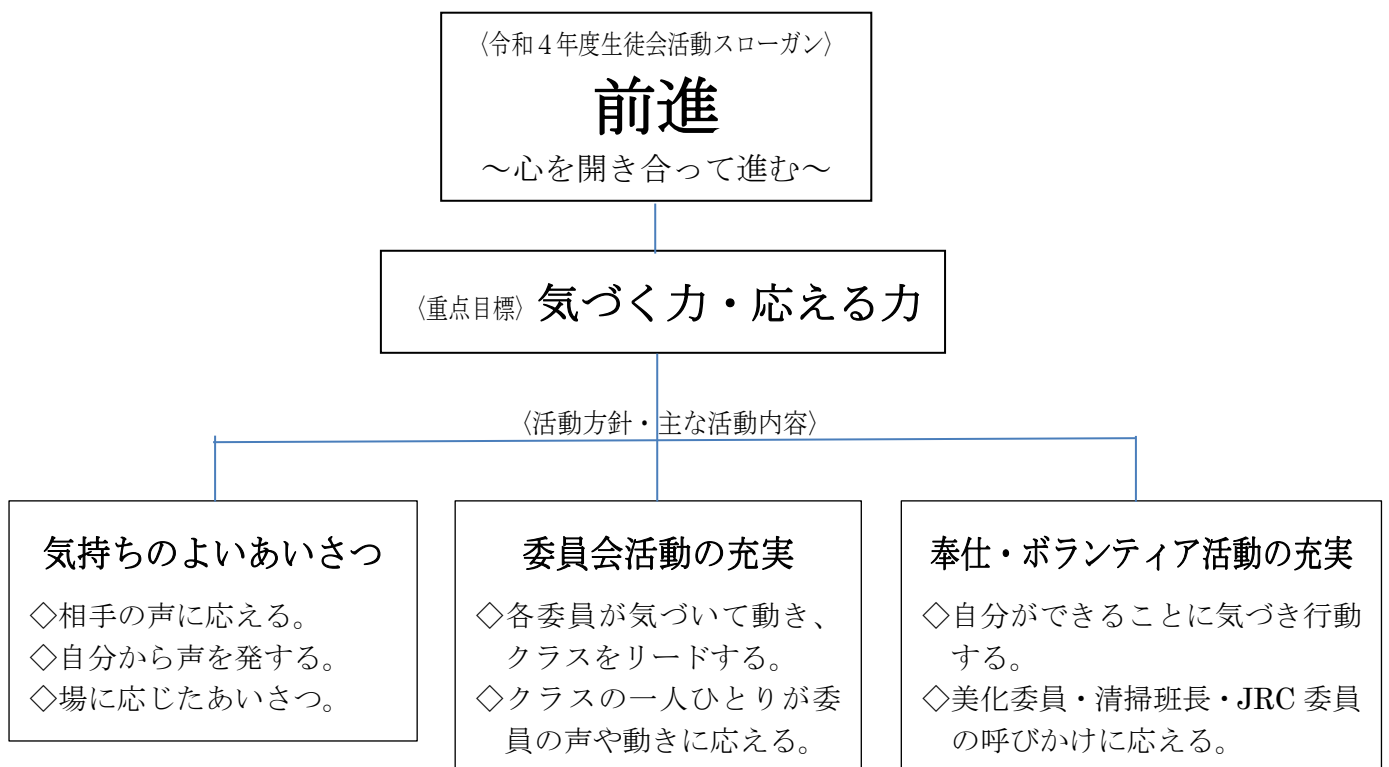 〈令和４年度生徒会活動スローガン〉
前進
～心を開き合って進む～
〈重点目標〉気づく力・応える力
〈活動方針・主な活動内容〉
気持ちのよいあいさつ
◇相手の声に応える。
◇自分から声を発する。
◇場に応じたあいさつ。
委員会活動の充実
◇各委員が気づいて動き、
クラスをリードする。
◇クラスの一人ひとりが委
員の声や動きに応える。
奉仕・ボランティア活動の充実
◇自分ができることに気づき行動
する。
◇美化委員・清掃班長・JRC 委員
の呼びかけに応える。